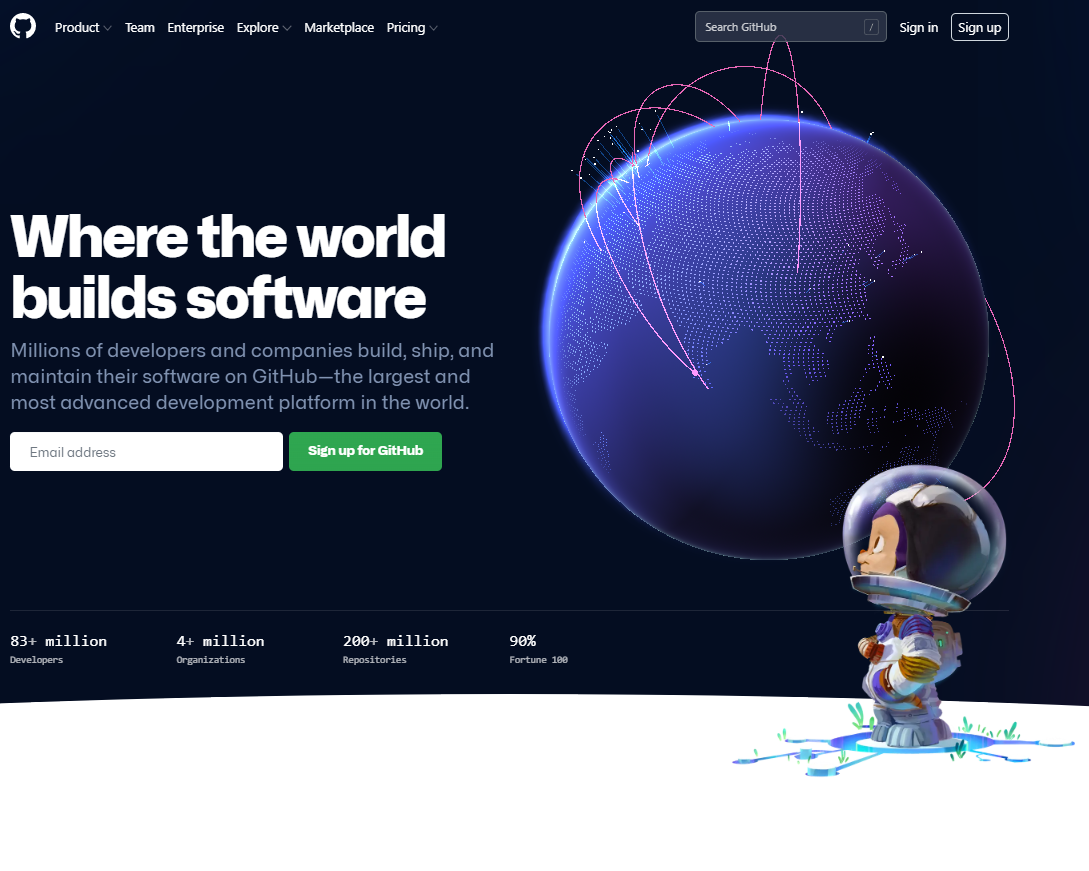 Product Team Enterprise Explore Marketplace Pricing Search GitHub / Sign in Sign up
Where the world
builds software
Millions of developers and companies build, ship, and
maintain their software on GitHub—the largest and
most advanced development platform in the world.
Email address Sign up for GitHub
83+ million 4+ million 200+ million 90%
Developers Organizations Repositories Fortune 100